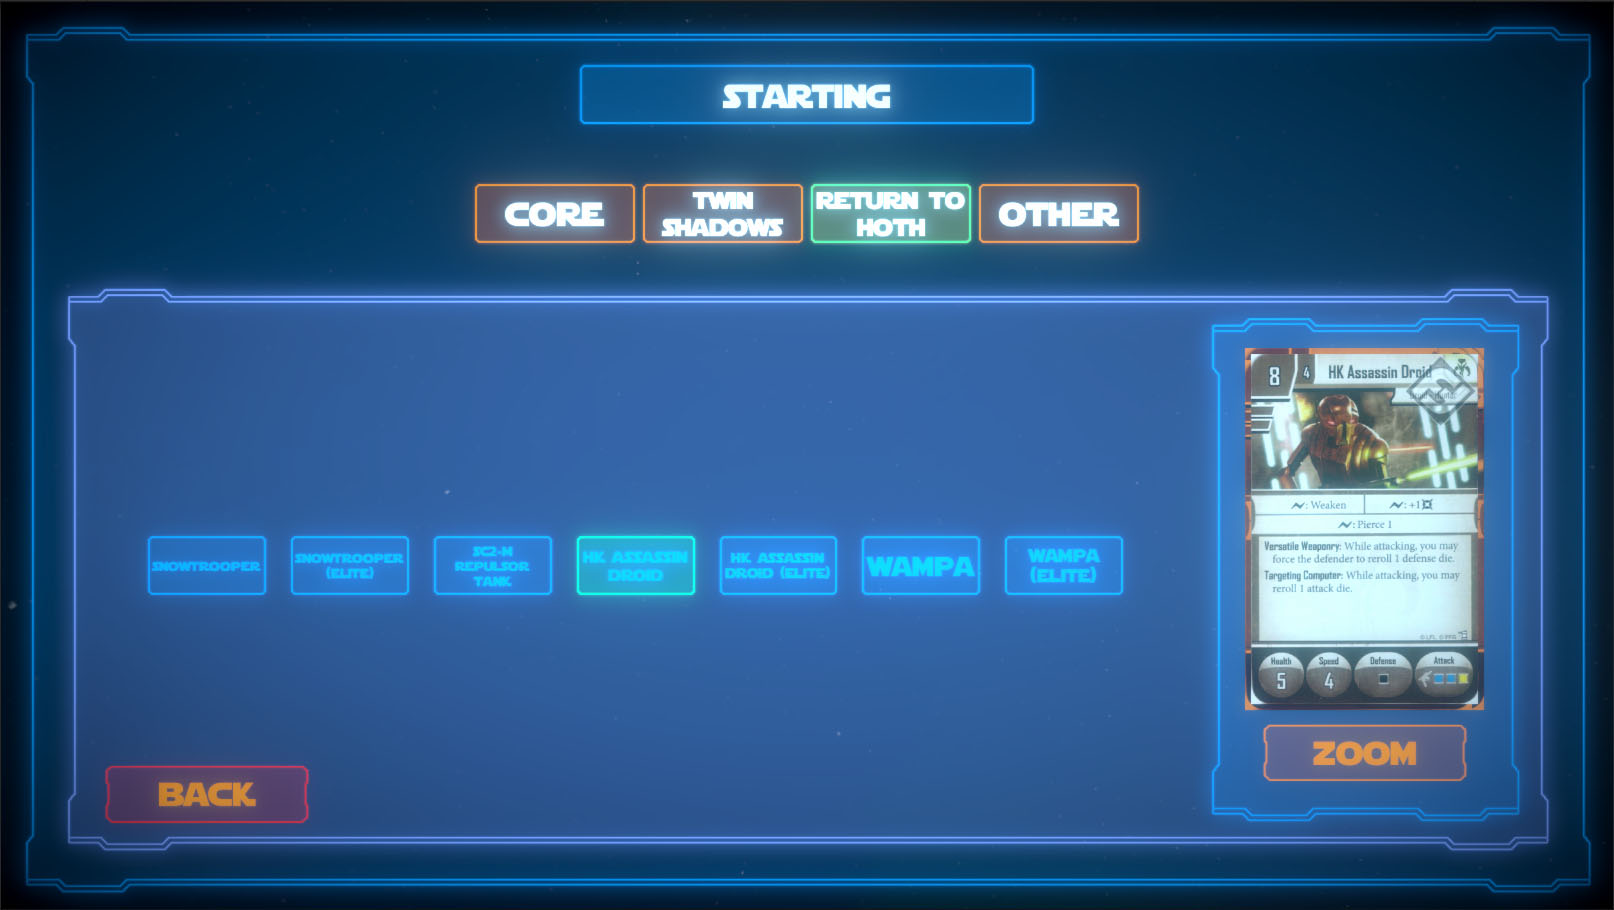 STARTING
CORE
TWIN
SHADOWS
RETURN TO
HOTH
OTHER
SNOWTROOPER
SNOWTROOPER
(ELITE)
SC2-M
REPULSOR
TANK
HK ASSASSIN
DROID
HK ASSASSIN
DROID (ELITE)
WAMPA
WAMPA
(ELITE)
8
4
HK Assassin Droid
: Weaken
: +1
: Pierce 1
Versatile Weaponry: While attacking, you may
force the defender to reroll 1 defense die.
Targeting Computer: While attacking, you may
reroll 1 attack die.
© LFL © FFG
Health
5
Speed
4
Defense
Attack
ZOOM
BACK